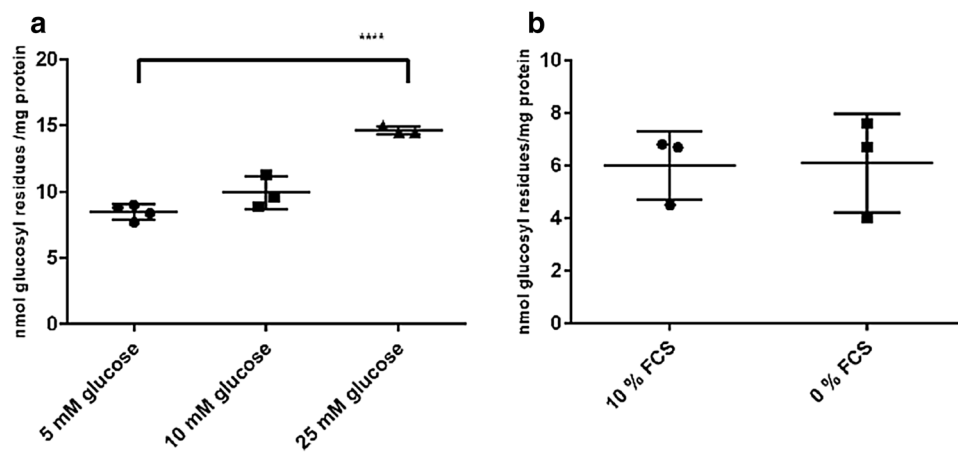 a
****
nmol glucosyl residues /mg protein
20
15
10
5
0
5 mM glucose
10 mM glucose
25 mM glucose
b
nmol glucosyl residues/mg protein
10
8
6
4
2
0
10 % FCS
0 % FCS